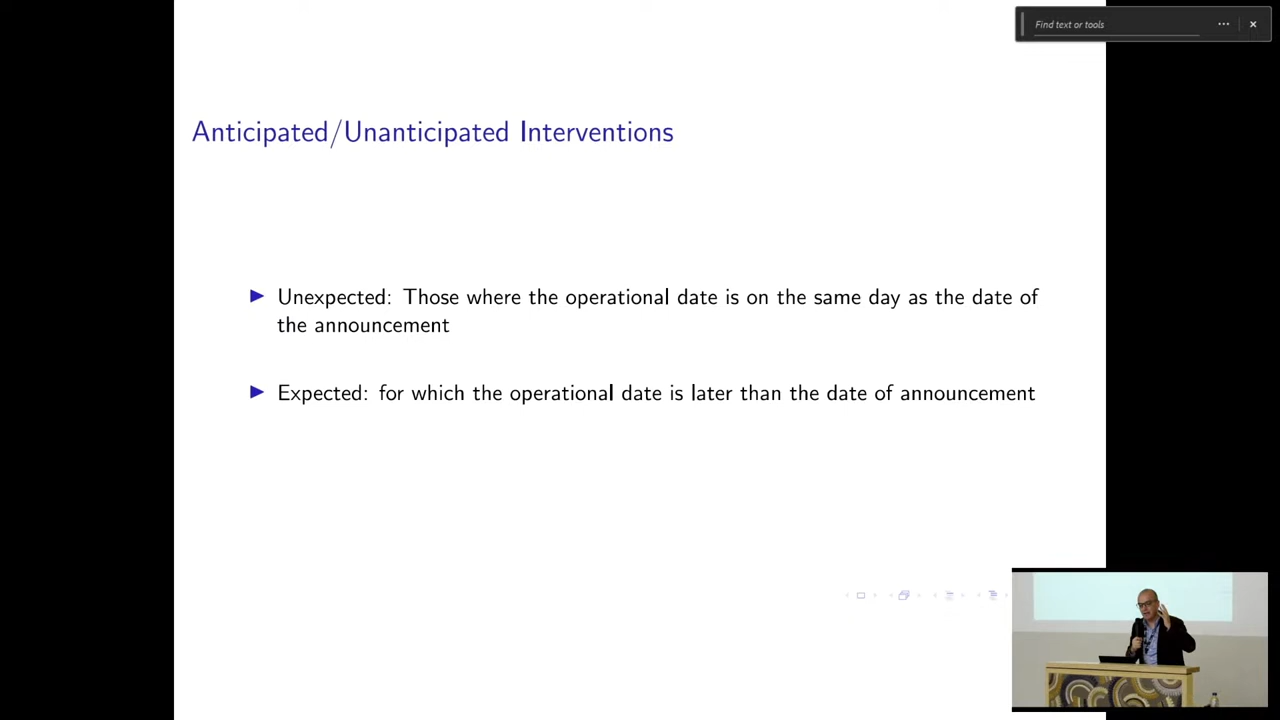 Find text or tools
Anticipated/Unanticipated Interventions
Unexpected: Those where the operational date is on the same day as the date of
the announcement
Expected: for which the operational date is later than the date of announcement